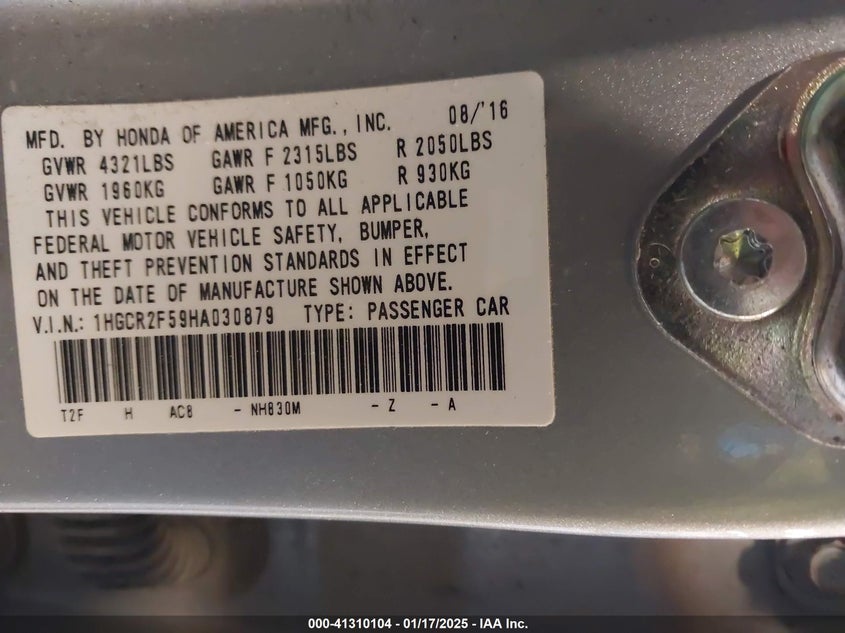 MFD. BY HONDA OF AMERICA MFG., INC. 08/'16
GVWR 4321LBS GAWR F 2315LBS R 2050LBS
GVWR 1960KG GAWR F 1050KG R 930KG
THIS VEHICLE CONFORMS TO ALL APPLICABLE
FEDERAL MOTOR VEHICLE SAFETY, BUMPER,
AND THEFT PREVENTION STANDARDS IN EFFECT
ON THE DATE OF MANUFACTURE SHOWN ABOVE.
V.I.N.: 1HGCR2F59HA030879 TYPE: PASSENGER CAR
T2F H AC8 - NH830M - Z - A
000-41310104 - 01/17/2025 - IAA Inc.